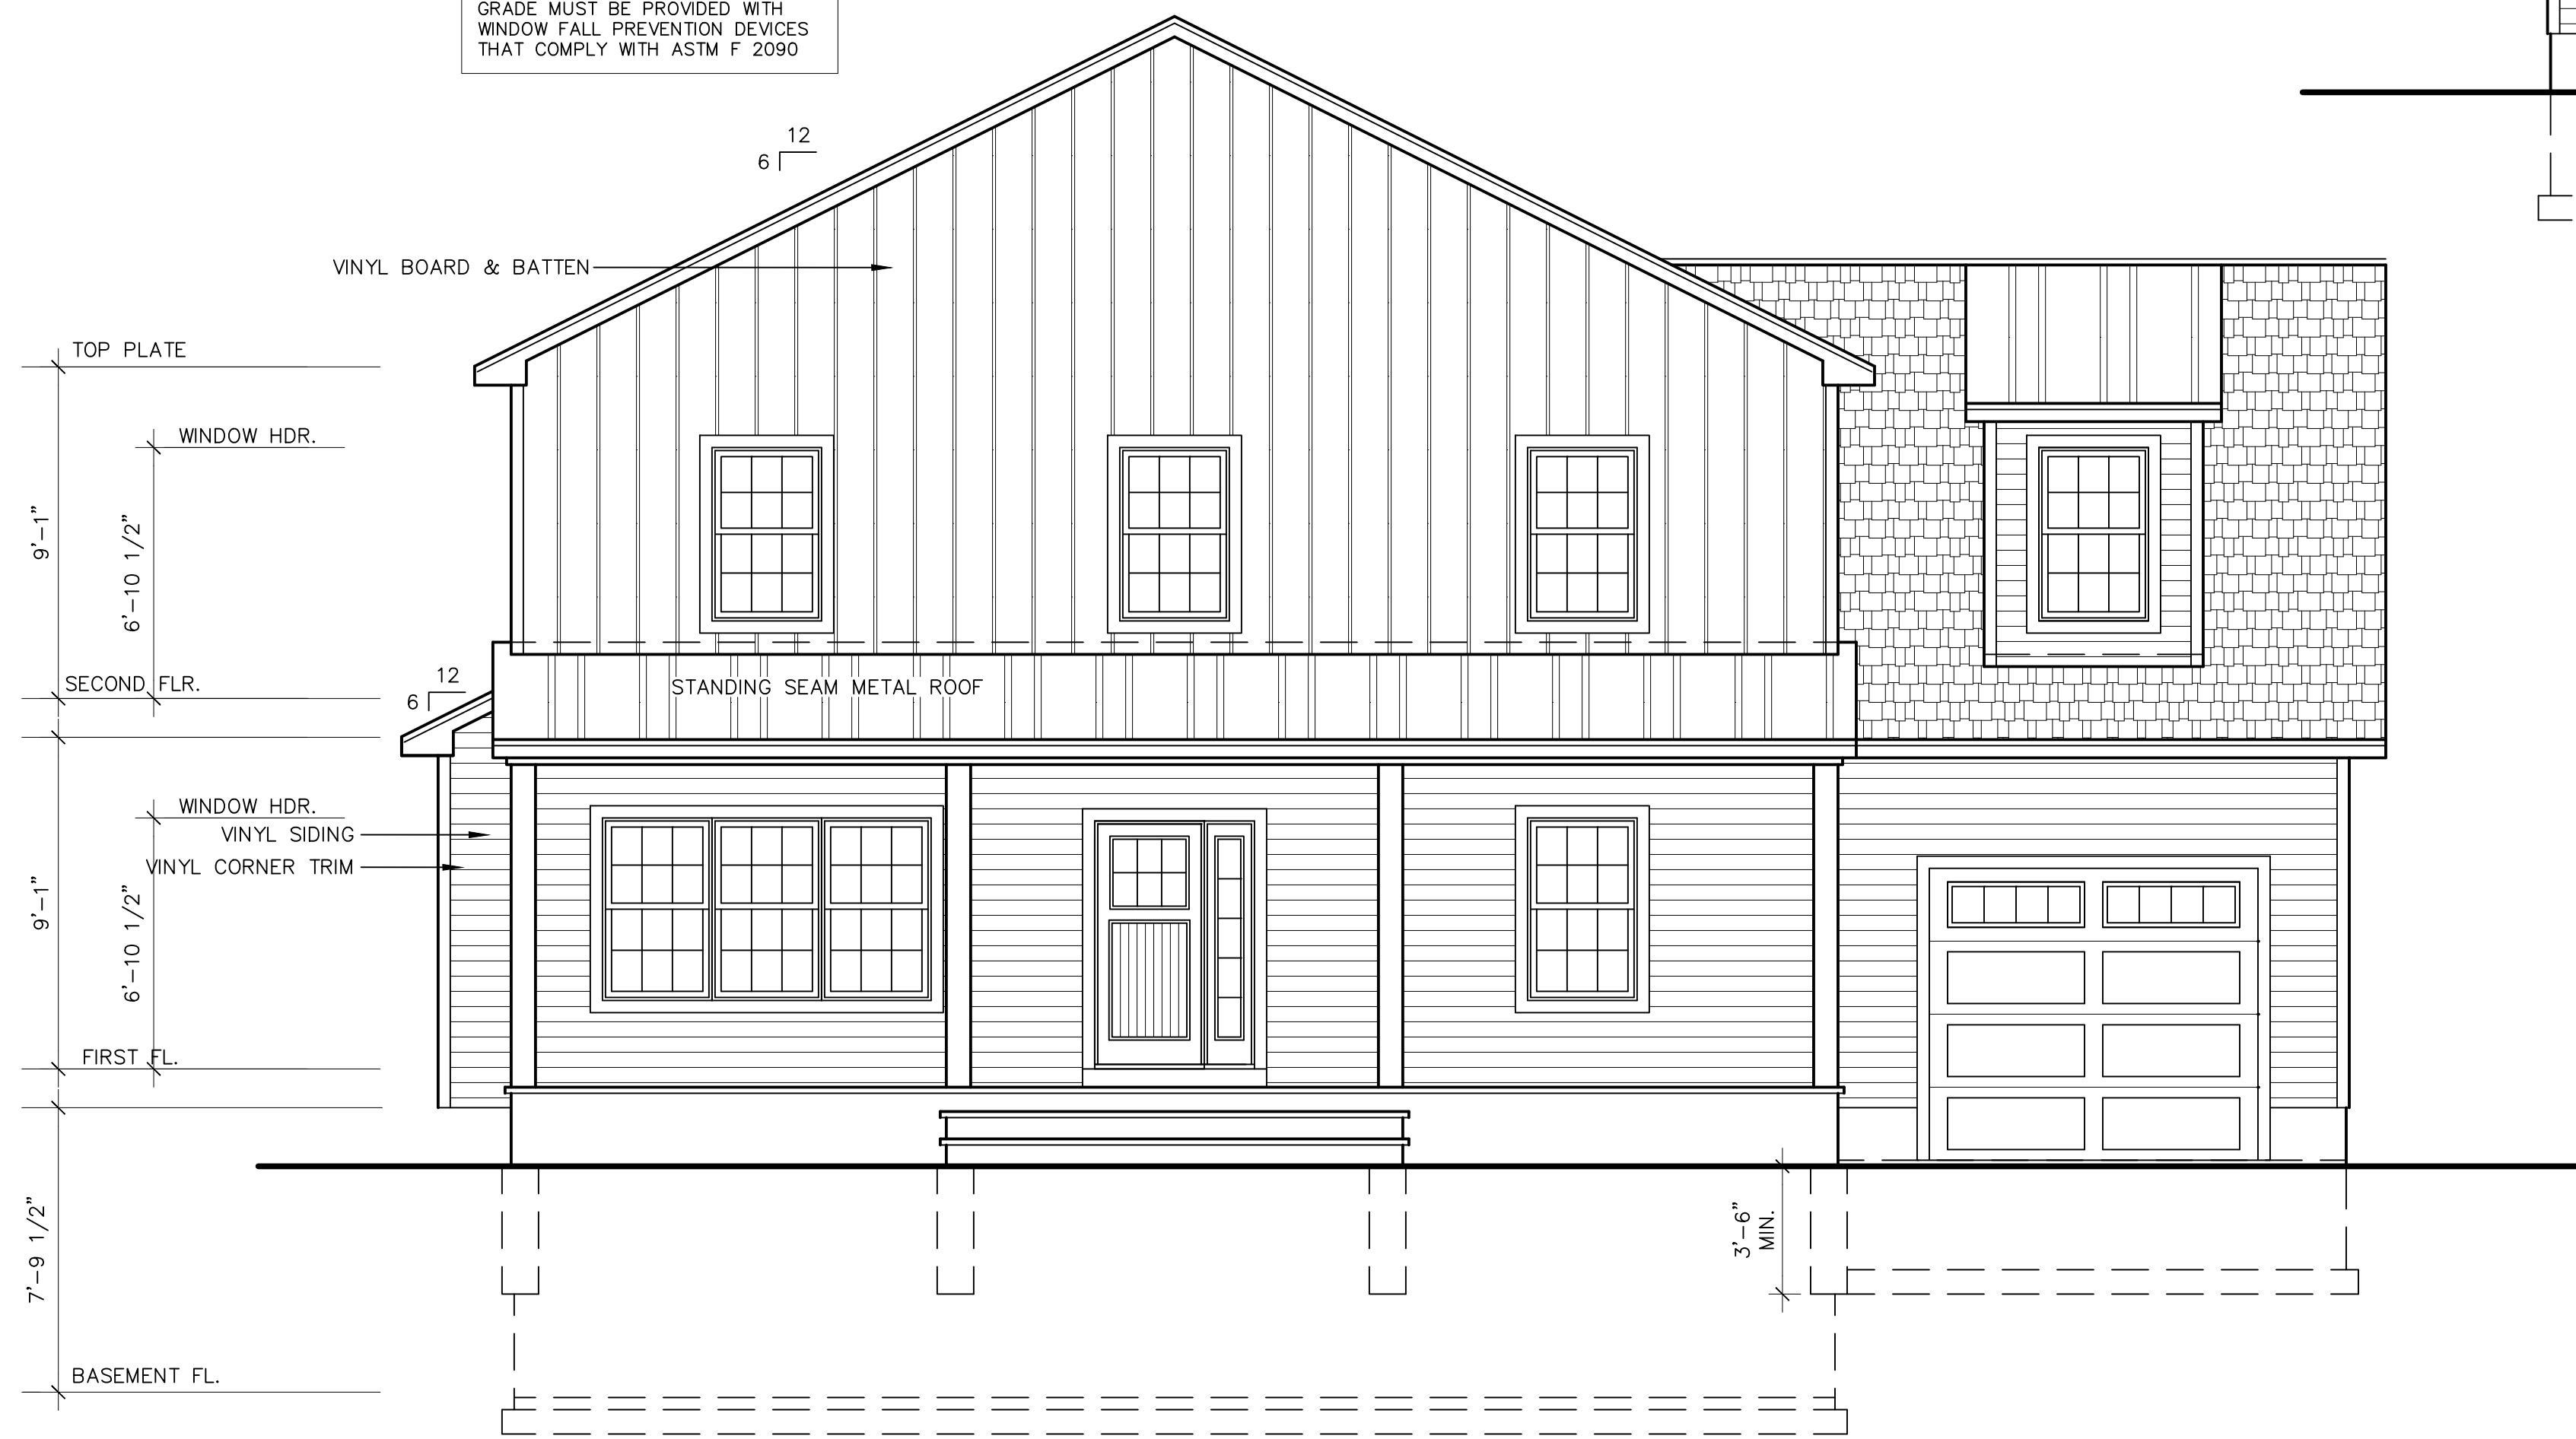 GRADE MUST BE PROVIDED WITH
WINDOW FALL PREVENTION DEVICES
THAT COMPLY WITH ASTM F 2090
12
6
VINYL BOARD & BATTEN
TOP PLATE
WINDOW HDR.
9'-1"
6'-10 1/2"
SECOND FLR.
12
6
STANDING SEAM METAL ROOF
WINDOW HDR.
VINYL SIDING
VINYL CORNER TRIM
9'-1"
6'-10 1/2"
FIRST FL.
7'-9 1/2"
3'-6"
MIN.
BASEMENT FL.